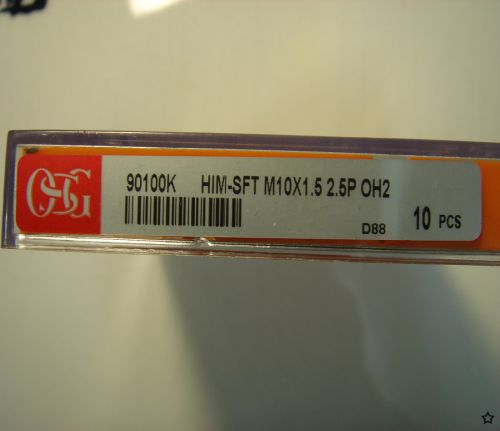 OSG
90100K HIM-SFT M10X1.5 2.5P OH2
D88 10 PCS